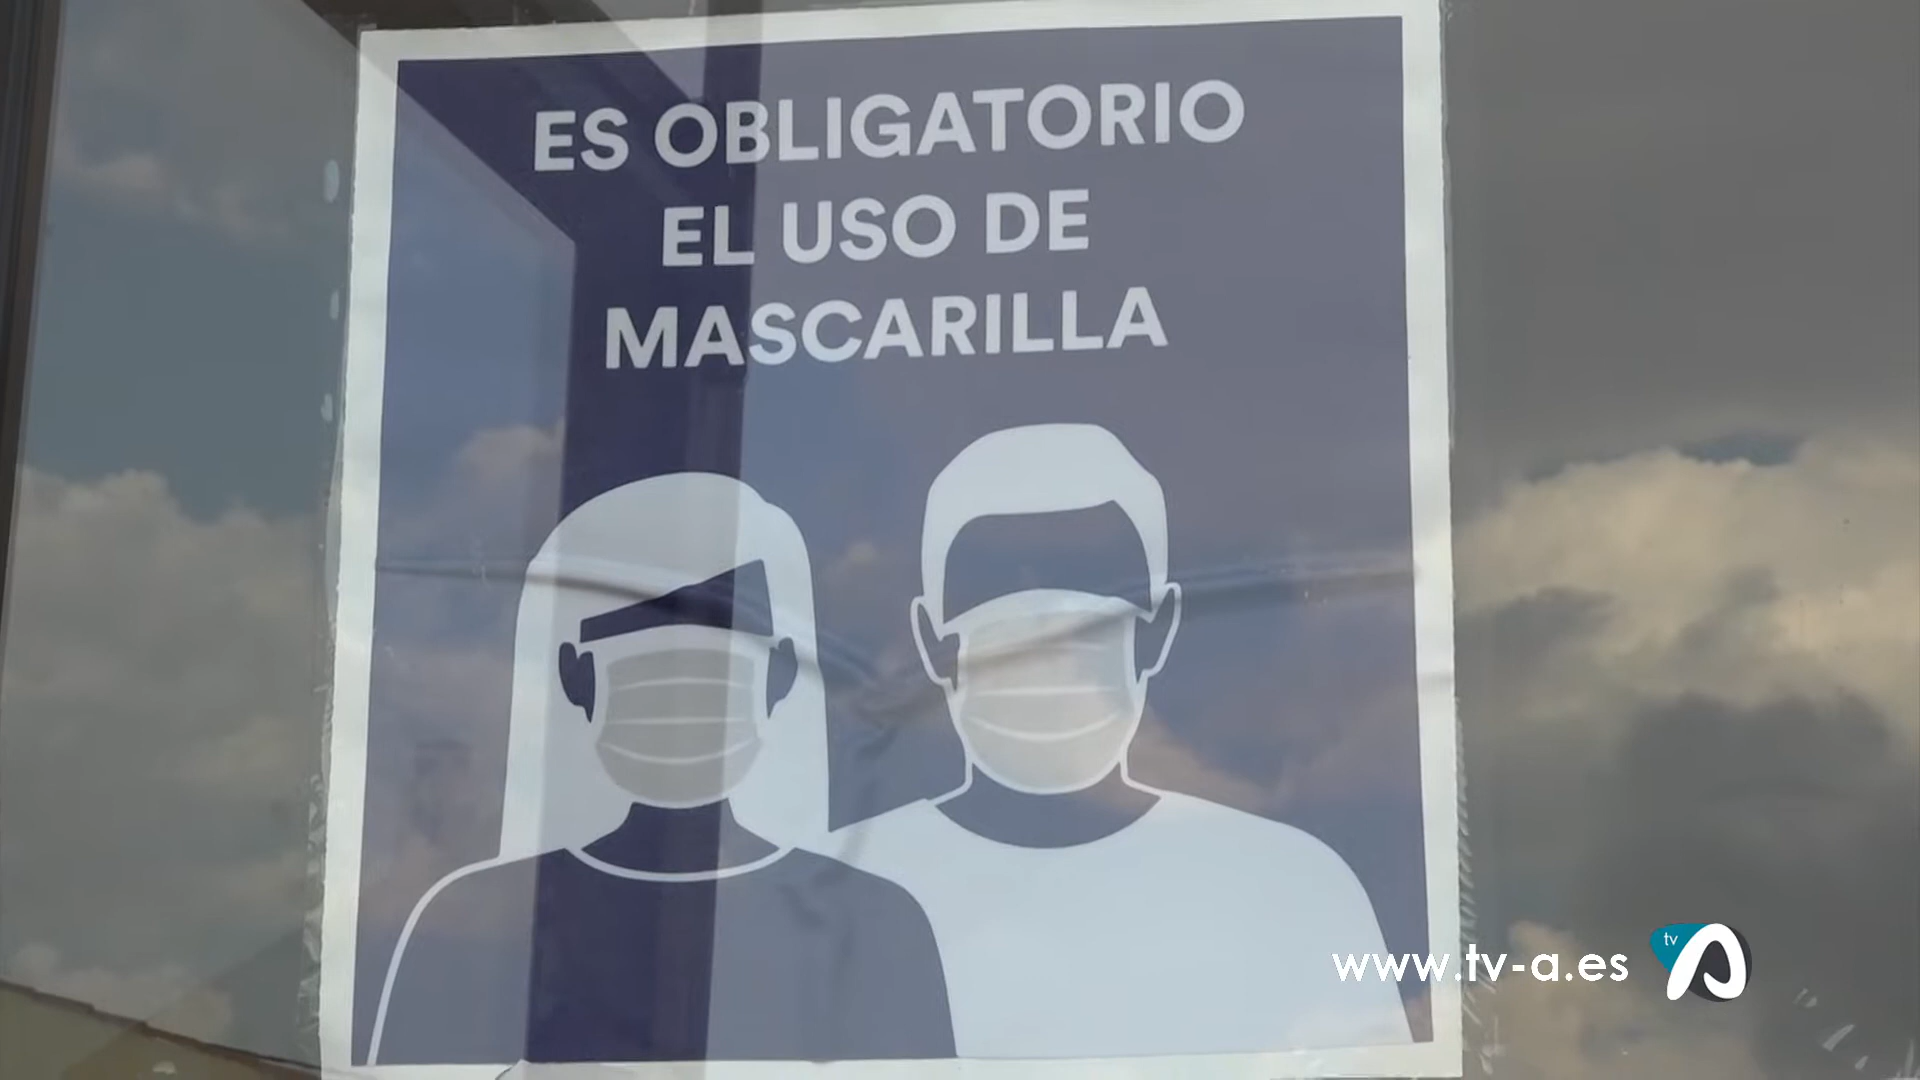 ES OBLIGATORIO
EL USO DE
MASCARILLA
www.tv-a.es
tv